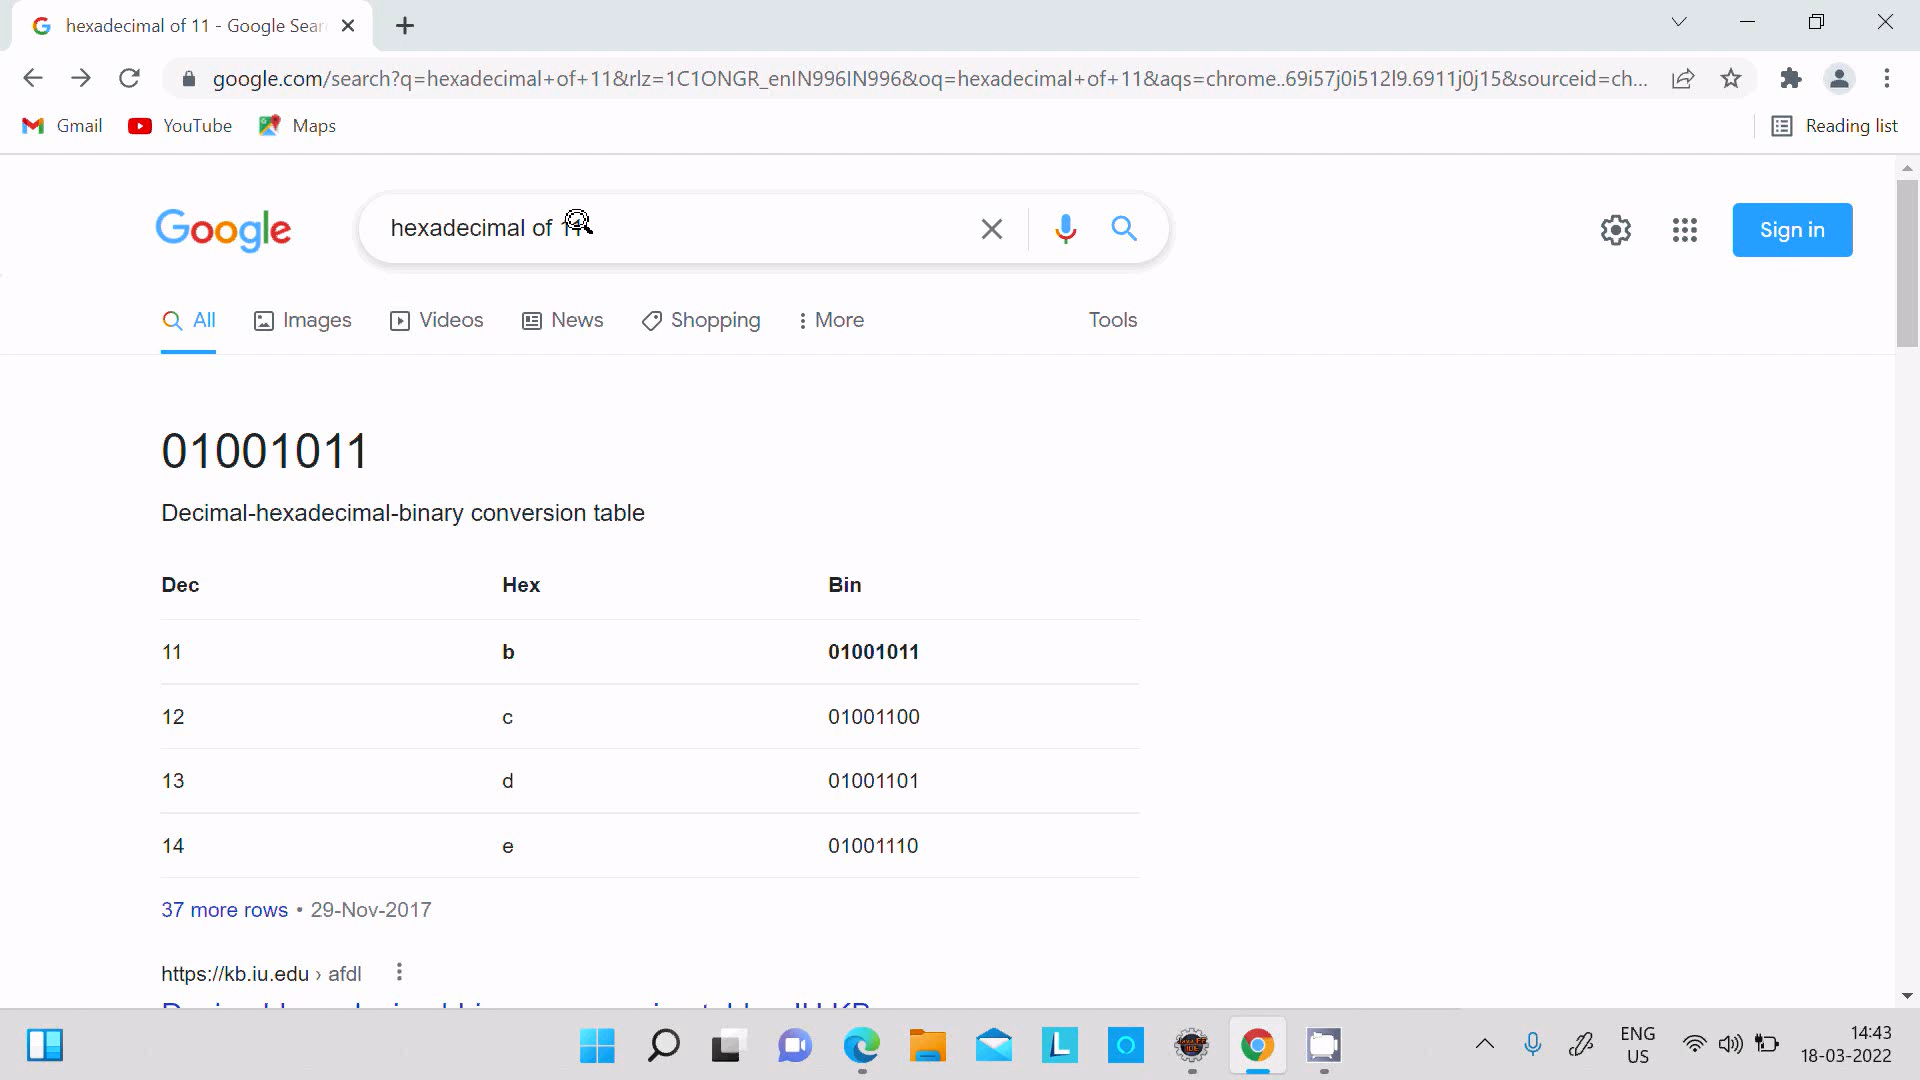 hexadecimal of 11 - Google Sear
google.com/search?q=hexadecimal+of+11&rlz=1C1ONGR_enIN996IN996&oq=hexadecimal+of+11&aqs=chrome..69i57j0i512l9.6911j0j15&sourceid=ch...
Gmail YouTube Maps Reading list
Google hexadecimal of 11 Sign in
All Images Videos News Shopping More Tools
01001011
Decimal-hexadecimal-binary conversion table
Dec Hex Bin
11 b 01001011
12 c 01001100
13 d 01001101
14 e 01001110
37 more rows • 29-Nov-2017
https://kb.iu.edu › afdl
ENG 14:43
US 18-03-2022